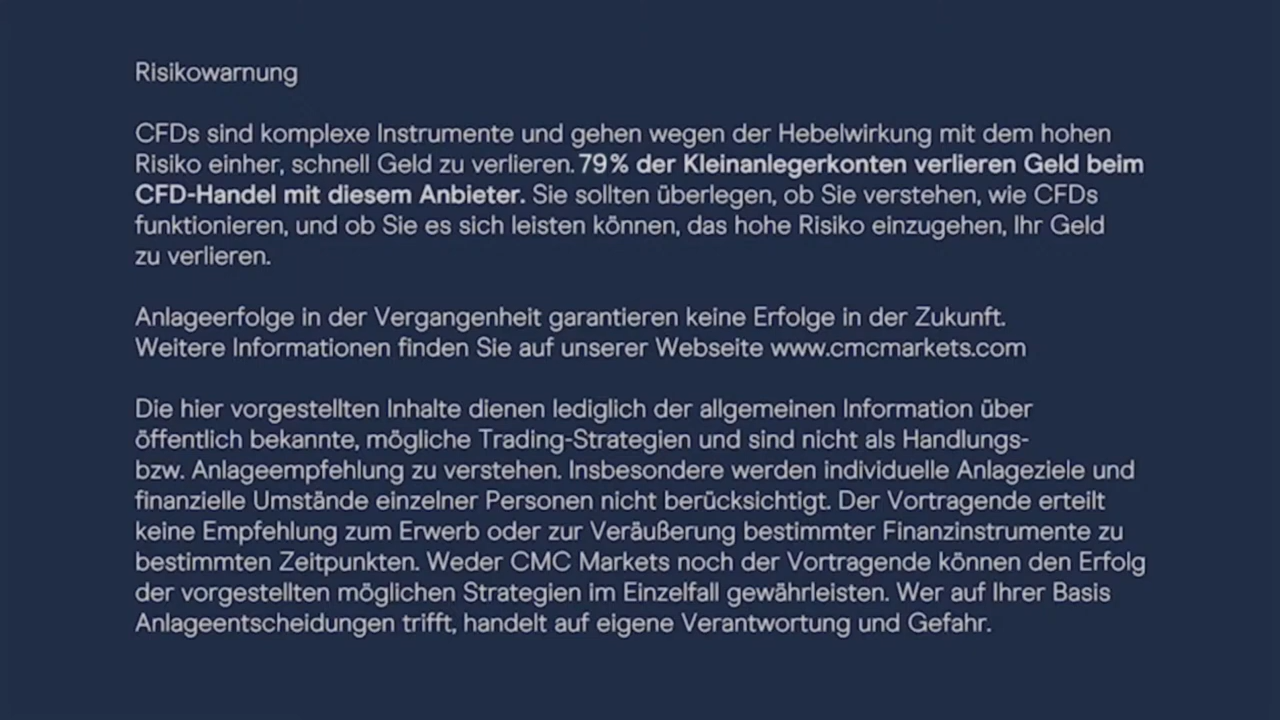 Risikowarnung
CFDs sind komplexe Instrumente und gehen wegen der Hebelwirkung mit dem hohen
Risiko einher, schnell Geld zu verlieren. 79% der Kleinanlegerkonten verlieren Geld beim
CFD-Handel mit diesem Anbieter. Sie sollten überlegen, ob Sie verstehen, wie CFDs
funktionieren, und ob Sie es sich leisten können, das hohe Risiko einzugehen, Ihr Geld
zu verlieren.
Anlageerfolge in der Vergangenheit garantieren keine Erfolge in der Zukunft.
Weitere Informationen finden Sie auf unserer Webseite www.cmcmarkets.com
Die hier vorgestellten Inhalte dienen lediglich der allgemeinen Information über
öffentlich bekannte, mögliche Trading-Strategien und sind nicht als Handlungs-
bzw. Anlageempfehlung zu verstehen. Insbesondere werden individuelle Anlageziele und
finanzielle Umstände einzelner Personen nicht berücksichtigt. Der Vortragende erteilt
keine Empfehlung zum Erwerb oder zur Veräußerung bestimmter Finanzinstrumente zu
bestimmten Zeitpunkten. Weder CMC Markets noch der Vortragende können den Erfolg
der vorgestellten möglichen Strategien im Einzelfall gewährleisten. Wer auf Ihrer Basis
Anlageentscheidungen trifft, handelt auf eigene Verantwortung und Gefahr.